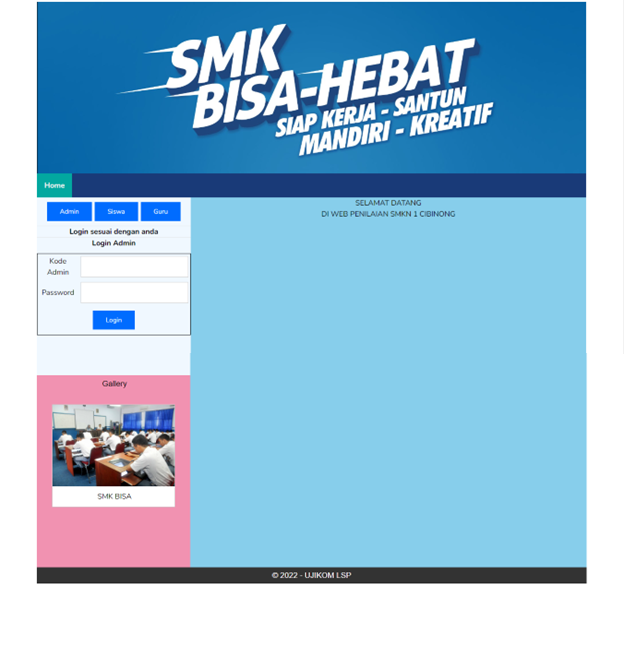 SMK
BISA-HEBAT
SIAP KERJA - SANTUN
MANDIRI - KREATIF
Home
Admin
Siswa
Guru
Login sesuai dengan anda
Login Admin
Kode
Admin
Password
Login
SELAMAT DATANG
DI WEB PENILAIAN SMKN 1 CIBINONG
Gallery
SMK BISA
© 2022 - UJIKOM LSP